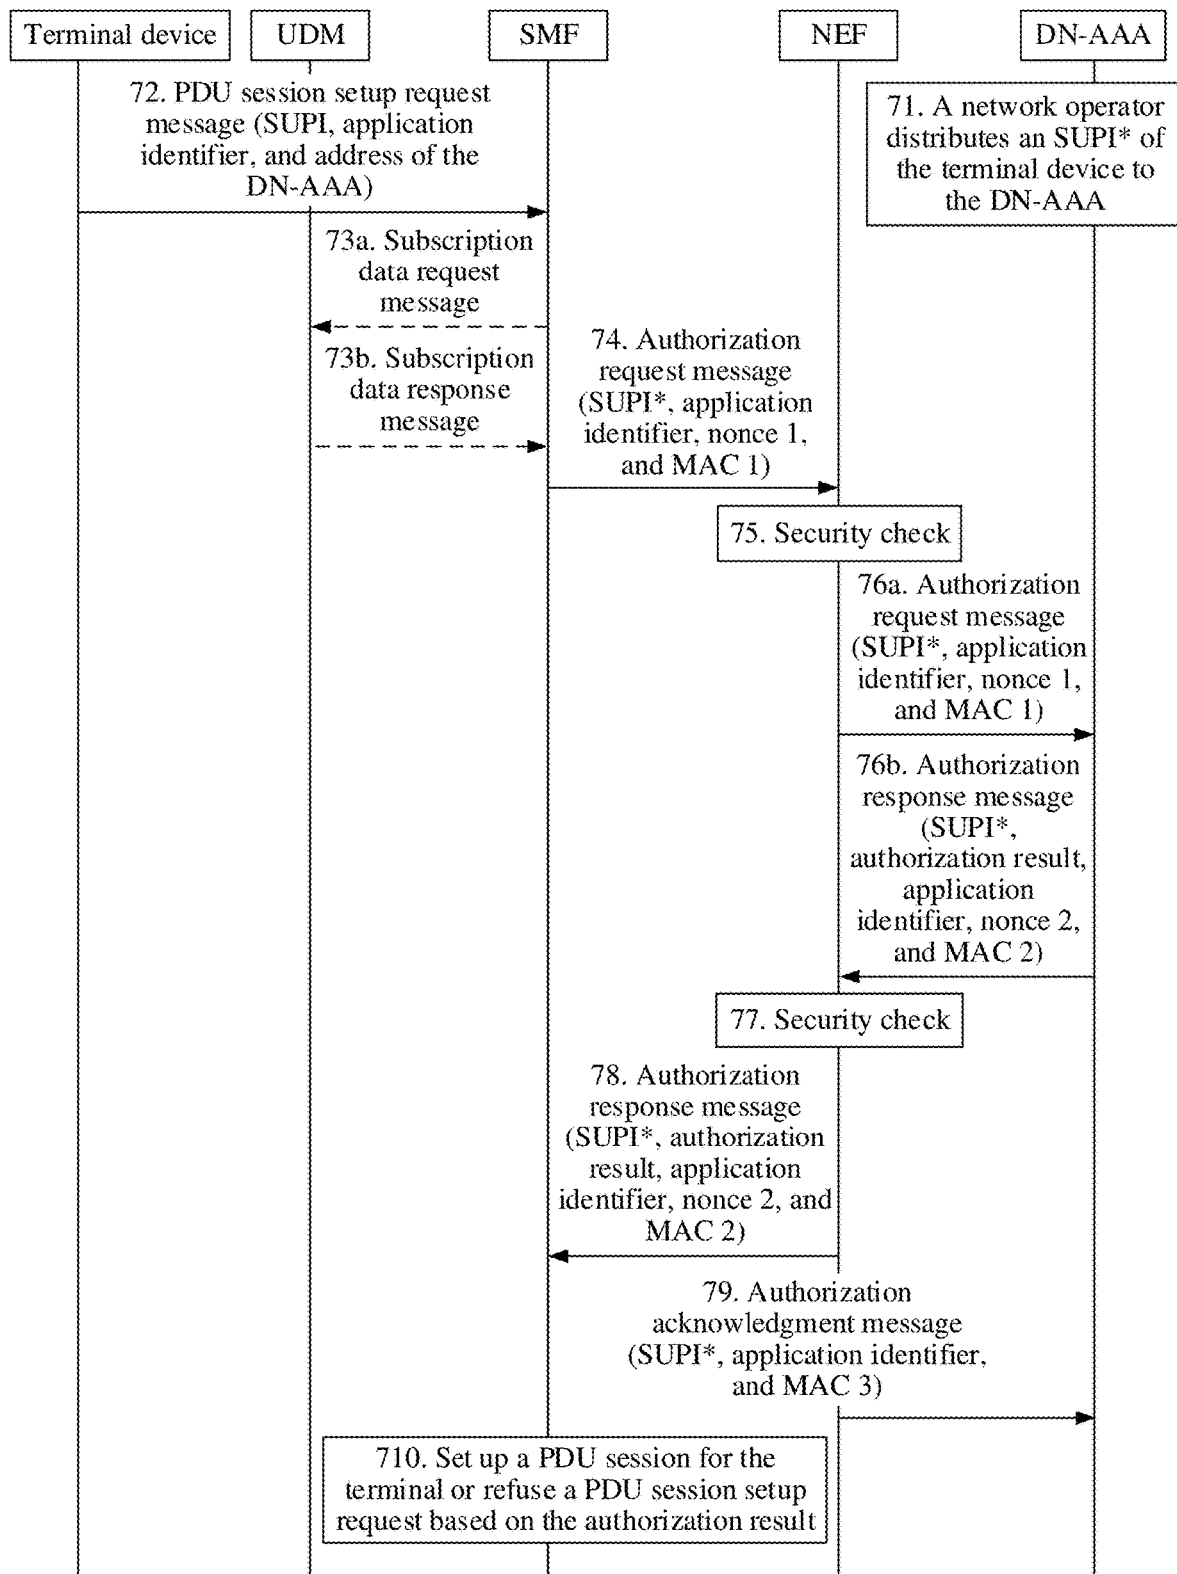 Terminal device
UDM
SMF
NEF
DN-AAA
71. A network operator
distributes an SUPI* of
the terminal device to
the DN-AAA
72. PDU session setup request
message (SUPI, application
identifier, and address of the
DN-AAA)
73a. Subscription
data request
message
73b. Subscription
data response
message
74. Authorization
request message
(SUPI*, application
identifier, nonce 1,
and MAC 1)
75. Security check
76a. Authorization
request message
(SUPI*, application
identifier, nonce 1,
and MAC 1)
76b. Authorization
response message
(SUPI*,
authorization result,
application
identifier, nonce 2,
and MAC 2)
77. Security check
78. Authorization
response message
(SUPI*, authorization
result, application
identifier, nonce 2, and
MAC 2)
79. Authorization
acknowledgment message
(SUPI*, application identifier,
and MAC 3)
710. Set up a PDU session for the
terminal or refuse a PDU session setup
request based on the authorization result